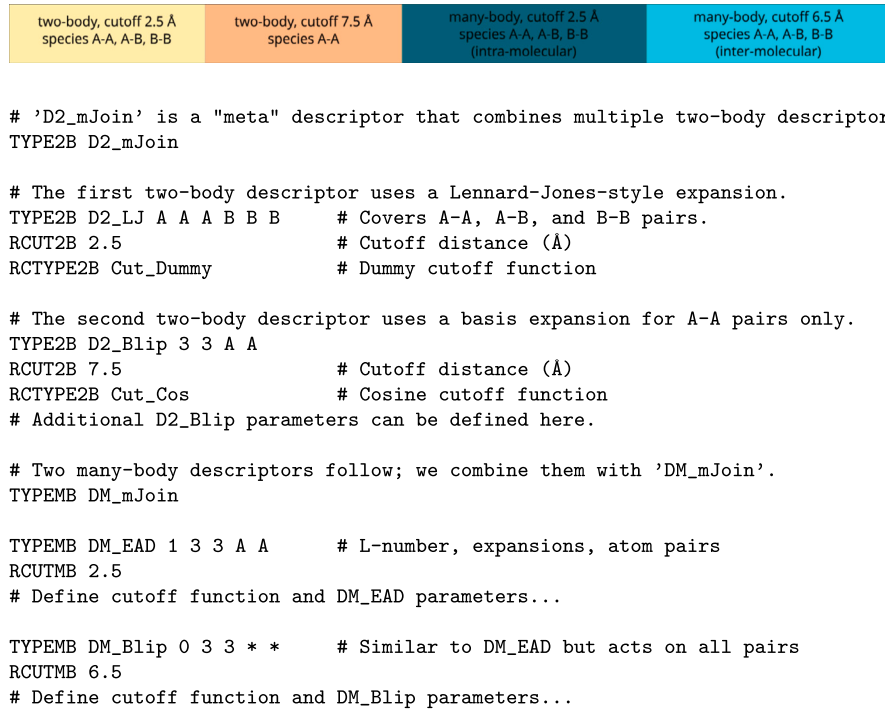 two-body, cutoff 2.5 Å
species A-A, A-B, B-B
two-body, cutoff 7.5 Å
species A-A
many-body, cutoff 2.5 Å
species A-A, A-B, B-B
(intra-molecular)
many-body, cutoff 6.5 Å
species A-A, A-B, B-B
(inter-molecular)
# ’D2_mJoin’ is a "meta" descriptor that combines multiple two-body descriptor
TYPE2B D2_mJoin
# The first two-body descriptor uses a Lennard-Jones-style expansion.
TYPE2B D2_LJ A A A B B B # Covers A-A, A-B, and B-B pairs.
RCUT2B 2.5 # Cutoff distance (Å)
RCTYPE2B Cut_Dummy # Dummy cutoff function
# The second two-body descriptor uses a basis expansion for A-A pairs only.
TYPE2B D2_Blip 3 3 A A
RCUT2B 7.5 # Cutoff distance (Å)
RCTYPE2B Cut_Cos # Cosine cutoff function
# Additional D2_Blip parameters can be defined here.
# Two many-body descriptors follow; we combine them with ’DM_mJoin’.
TYPEMB DM_mJoin
TYPEMB DM_EAD 1 3 3 A A # L-number, expansions, atom pairs
RCUTMB 2.5
# Define cutoff function and DM_EAD parameters...
TYPEMB DM_Blip 0 3 3 * * # Similar to DM_EAD but acts on all pairs
RCUTMB 6.5
# Define cutoff function and DM_Blip parameters...